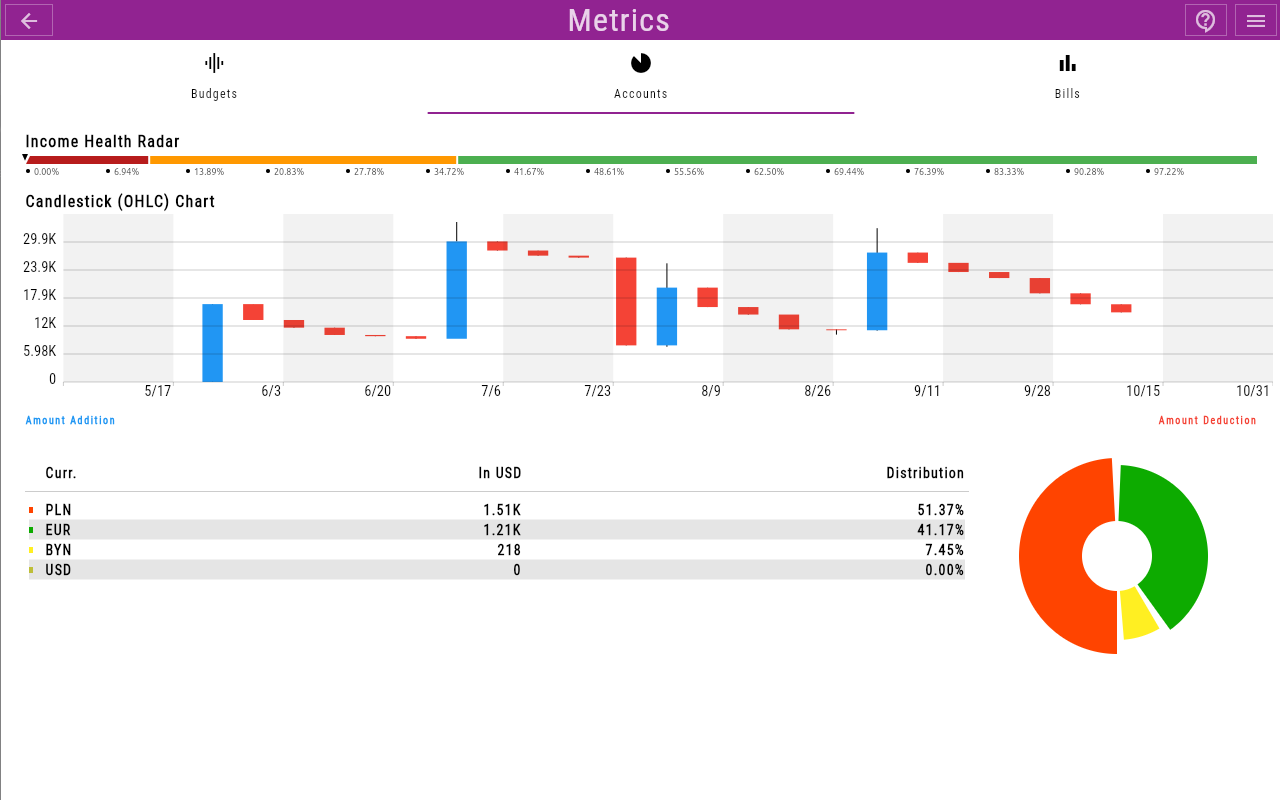 Metrics
Budgets Accounts Bills
Income Health Radar
0.00% 6.94% 13.89% 20.83% 27.78% 34.72% 41.67% 48.61% 55.56% 62.50% 69.44% 76.39% 83.33% 90.28% 97.22%
Candlestick (OHLC) Chart
29.9K
23.9K
17.9K
12K
5.98K
0
5/17 6/3 6/20 7/6 7/23 8/9 8/26 9/11 9/28 10/15 10/31
Amount Addition Amount Deduction
Curr. In USD Distribution
PLN 1.51K 51.37%
EUR 1.21K 41.17%
BYN 218 7.45%
USD 0 0.00%